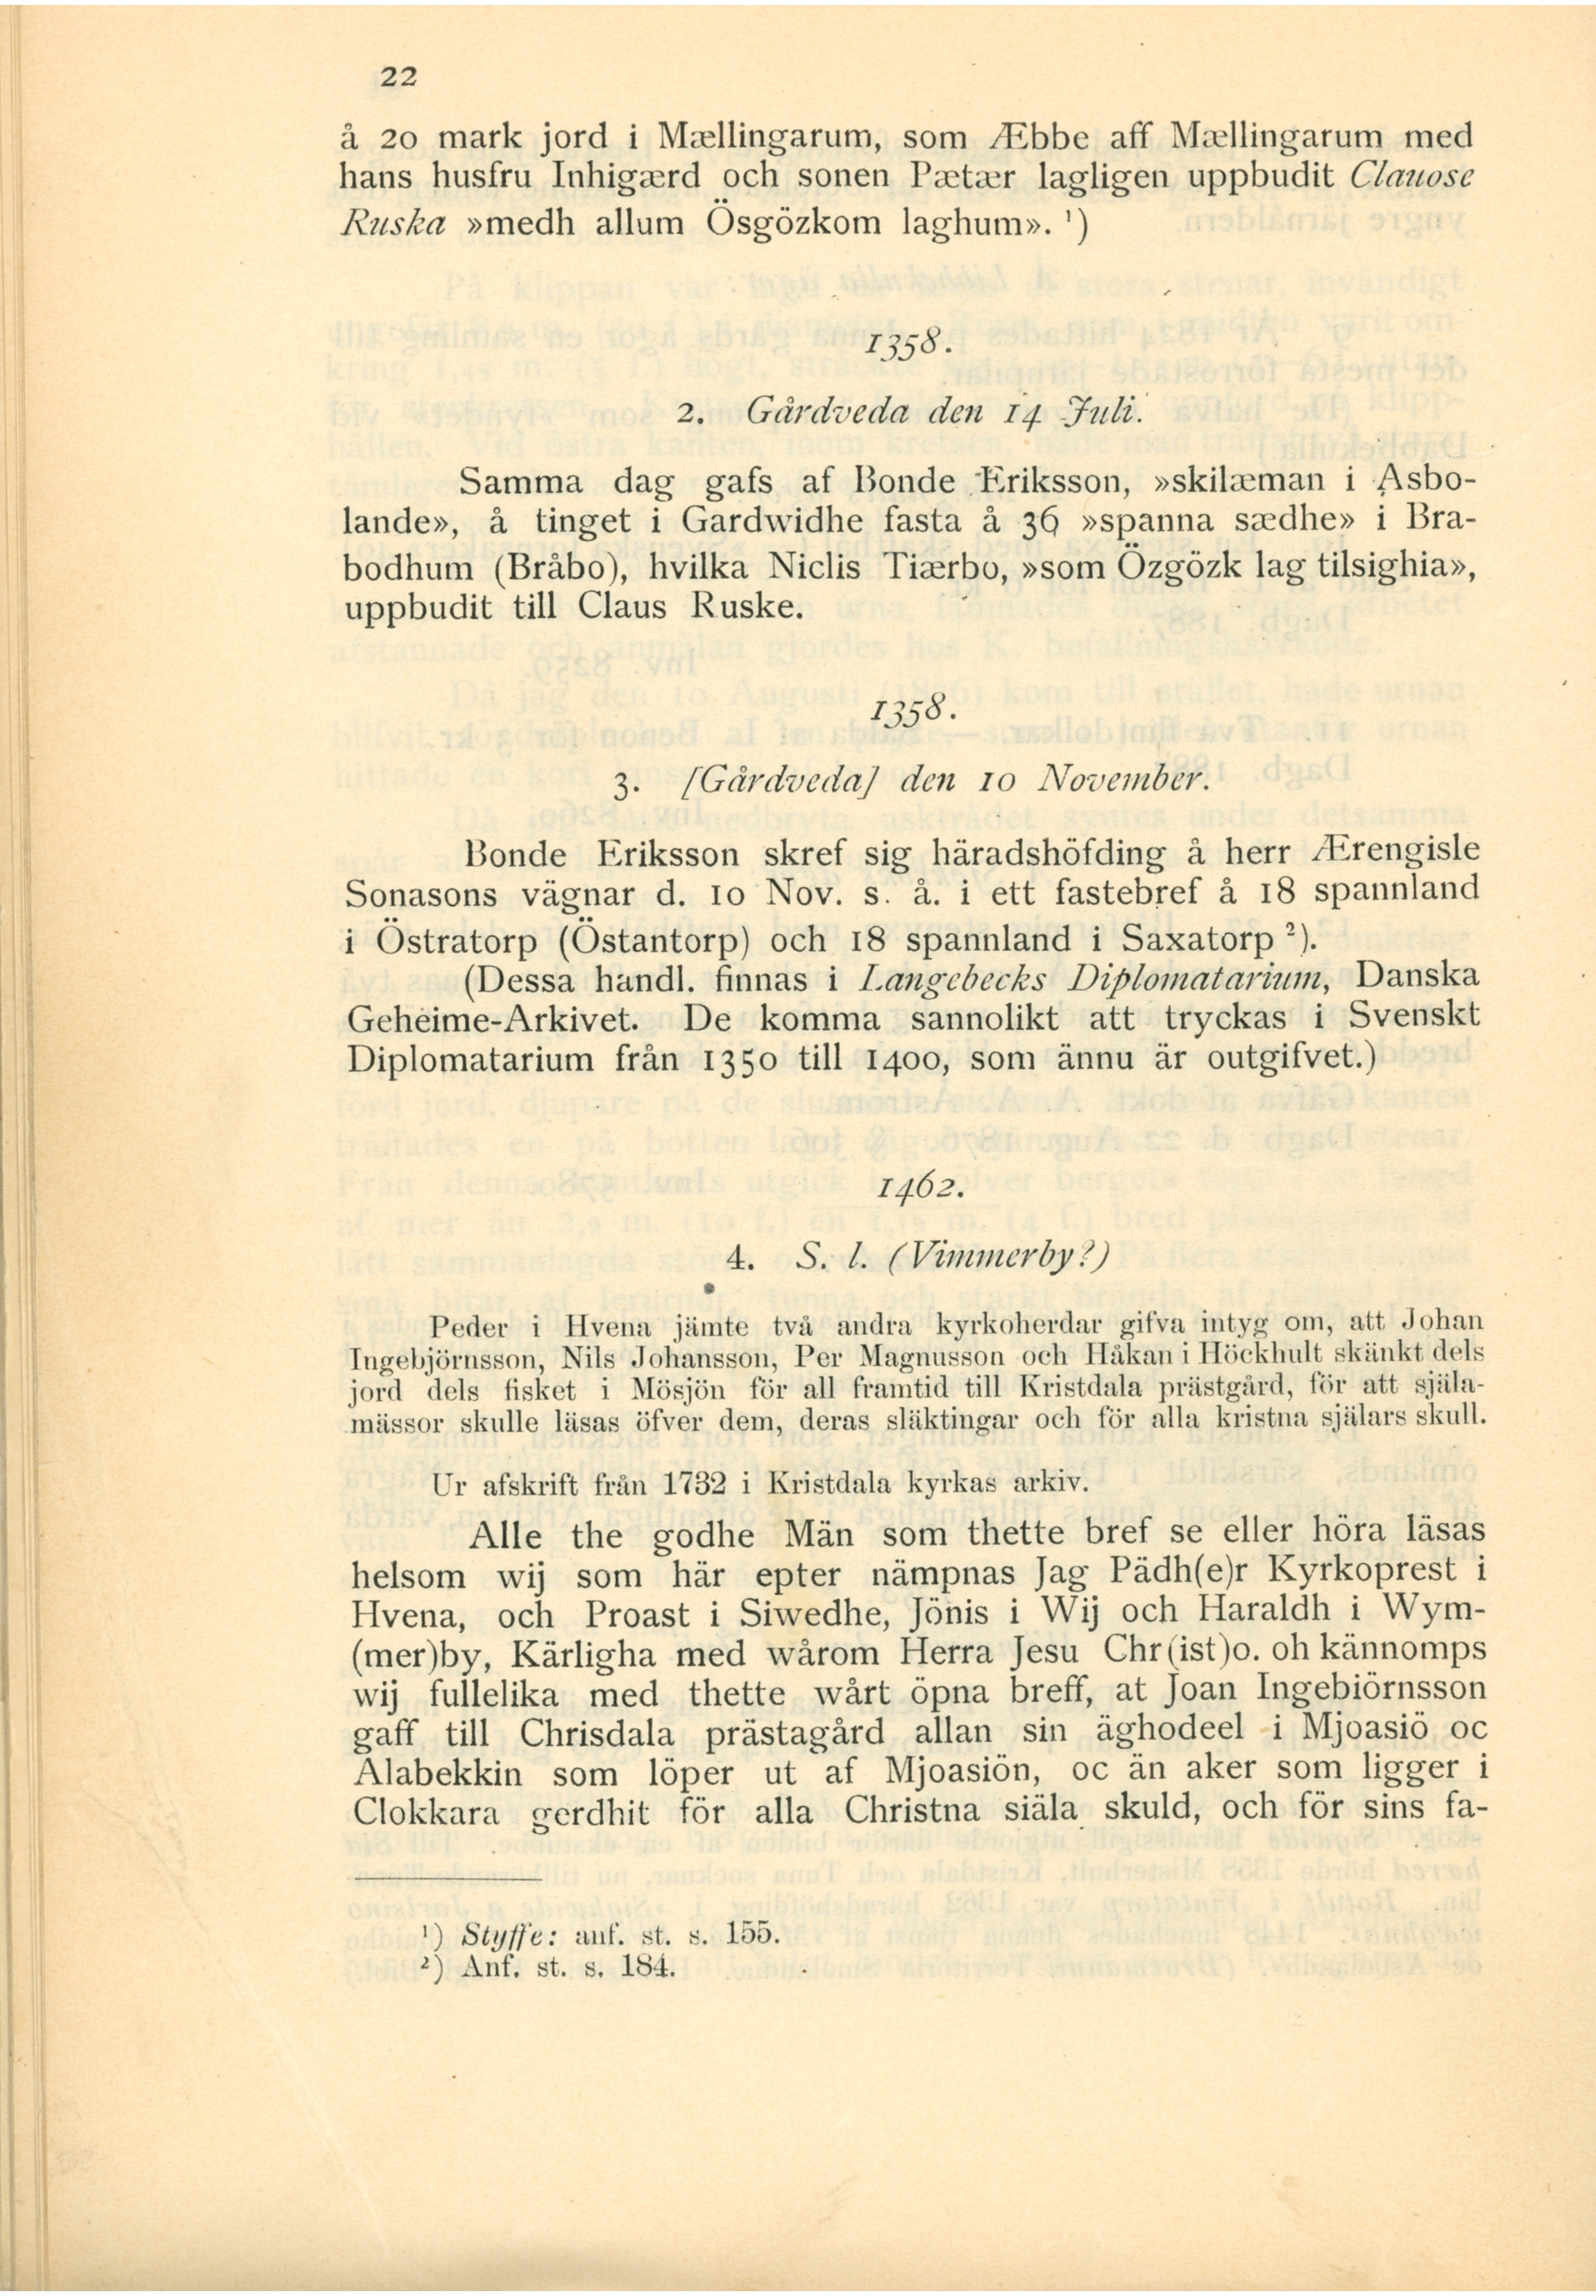 22
å 20 mark jord i Mællingarum, som Æbbe aff Mællingarum med
hans husfru Inhigærd och sonen Pætær lagligen uppbudit Clauose
Ruska »medh allum Ösgözkom laghum». ¹)
1358.
2. Gårdveda den 14 Juli.
Samma dag gafs af Bonde Eriksson, »skilæman i Asbo-
lande», å tinget i Gardwidhe fasta å 36 »spanna sædhe» i Bra-
bodhum (Bråbo), hvilka Niclis Tiærbo, »som Özgözk lag tilsighia»,
uppbudit till Claus Ruske.
1358.
3. [Gårdveda] den 10 November.
Bonde Eriksson skref sig häradshöfding å herr Ærengisle
Sonasons vägnar d. 10 Nov. s. å. i ett fastebref å 18 spannland
i Östratorp (Östantorp) och 18 spannland i Saxatorp ²).
(Dessa handl. finnas i Langebecks Diplomatarium, Danska
Geheime-Arkivet. De komma sannolikt att tryckas i Svenskt
Diplomatarium från 1350 till 1400, som ännu är outgifvet.)
1462.
4. S. l. (Vimmerby?)
Peder i Hvena jämte två andra kyrkoherdar gifva intyg om, att Johan
Ingebjörnsson, Nils Johansson, Per Magnusson och Håkan i Höckhult skänkt dels
jord dels fisket i Mösjön för all framtid till Kristdala prästgård, för att själa-
mässor skulle läsas öfver dem, deras släktingar och för alla kristna själars skull.
Ur afskrift från 1732 i Kristdala kyrkas arkiv.
Alle the godhe Män som thette bref se eller höra läsas
helsom wij som här epter nämpnas Jag Pädh(e)r Kyrkoprest i
Hvena, och Proast i Siwedhe, Jönis i Wij och Haraldh i Wym-
(mer)by, Kärligha med wårom Herra Jesu Chr(ist)o. oh kännomps
wij fullelika med thette wårt öpna breff, at Joan Ingebiörnsson
gaff till Chrisdala prästagård allan sin äghodeel i Mjoasiö oc
Alabekkin som löper ut af Mjoasiön, oc än aker som ligger i
Clokkara gerdhit för alla Christna siäla skuld, och för sins fa-
¹) Styffe: anf. st. s. 155.
²) Anf. st. s. 184.